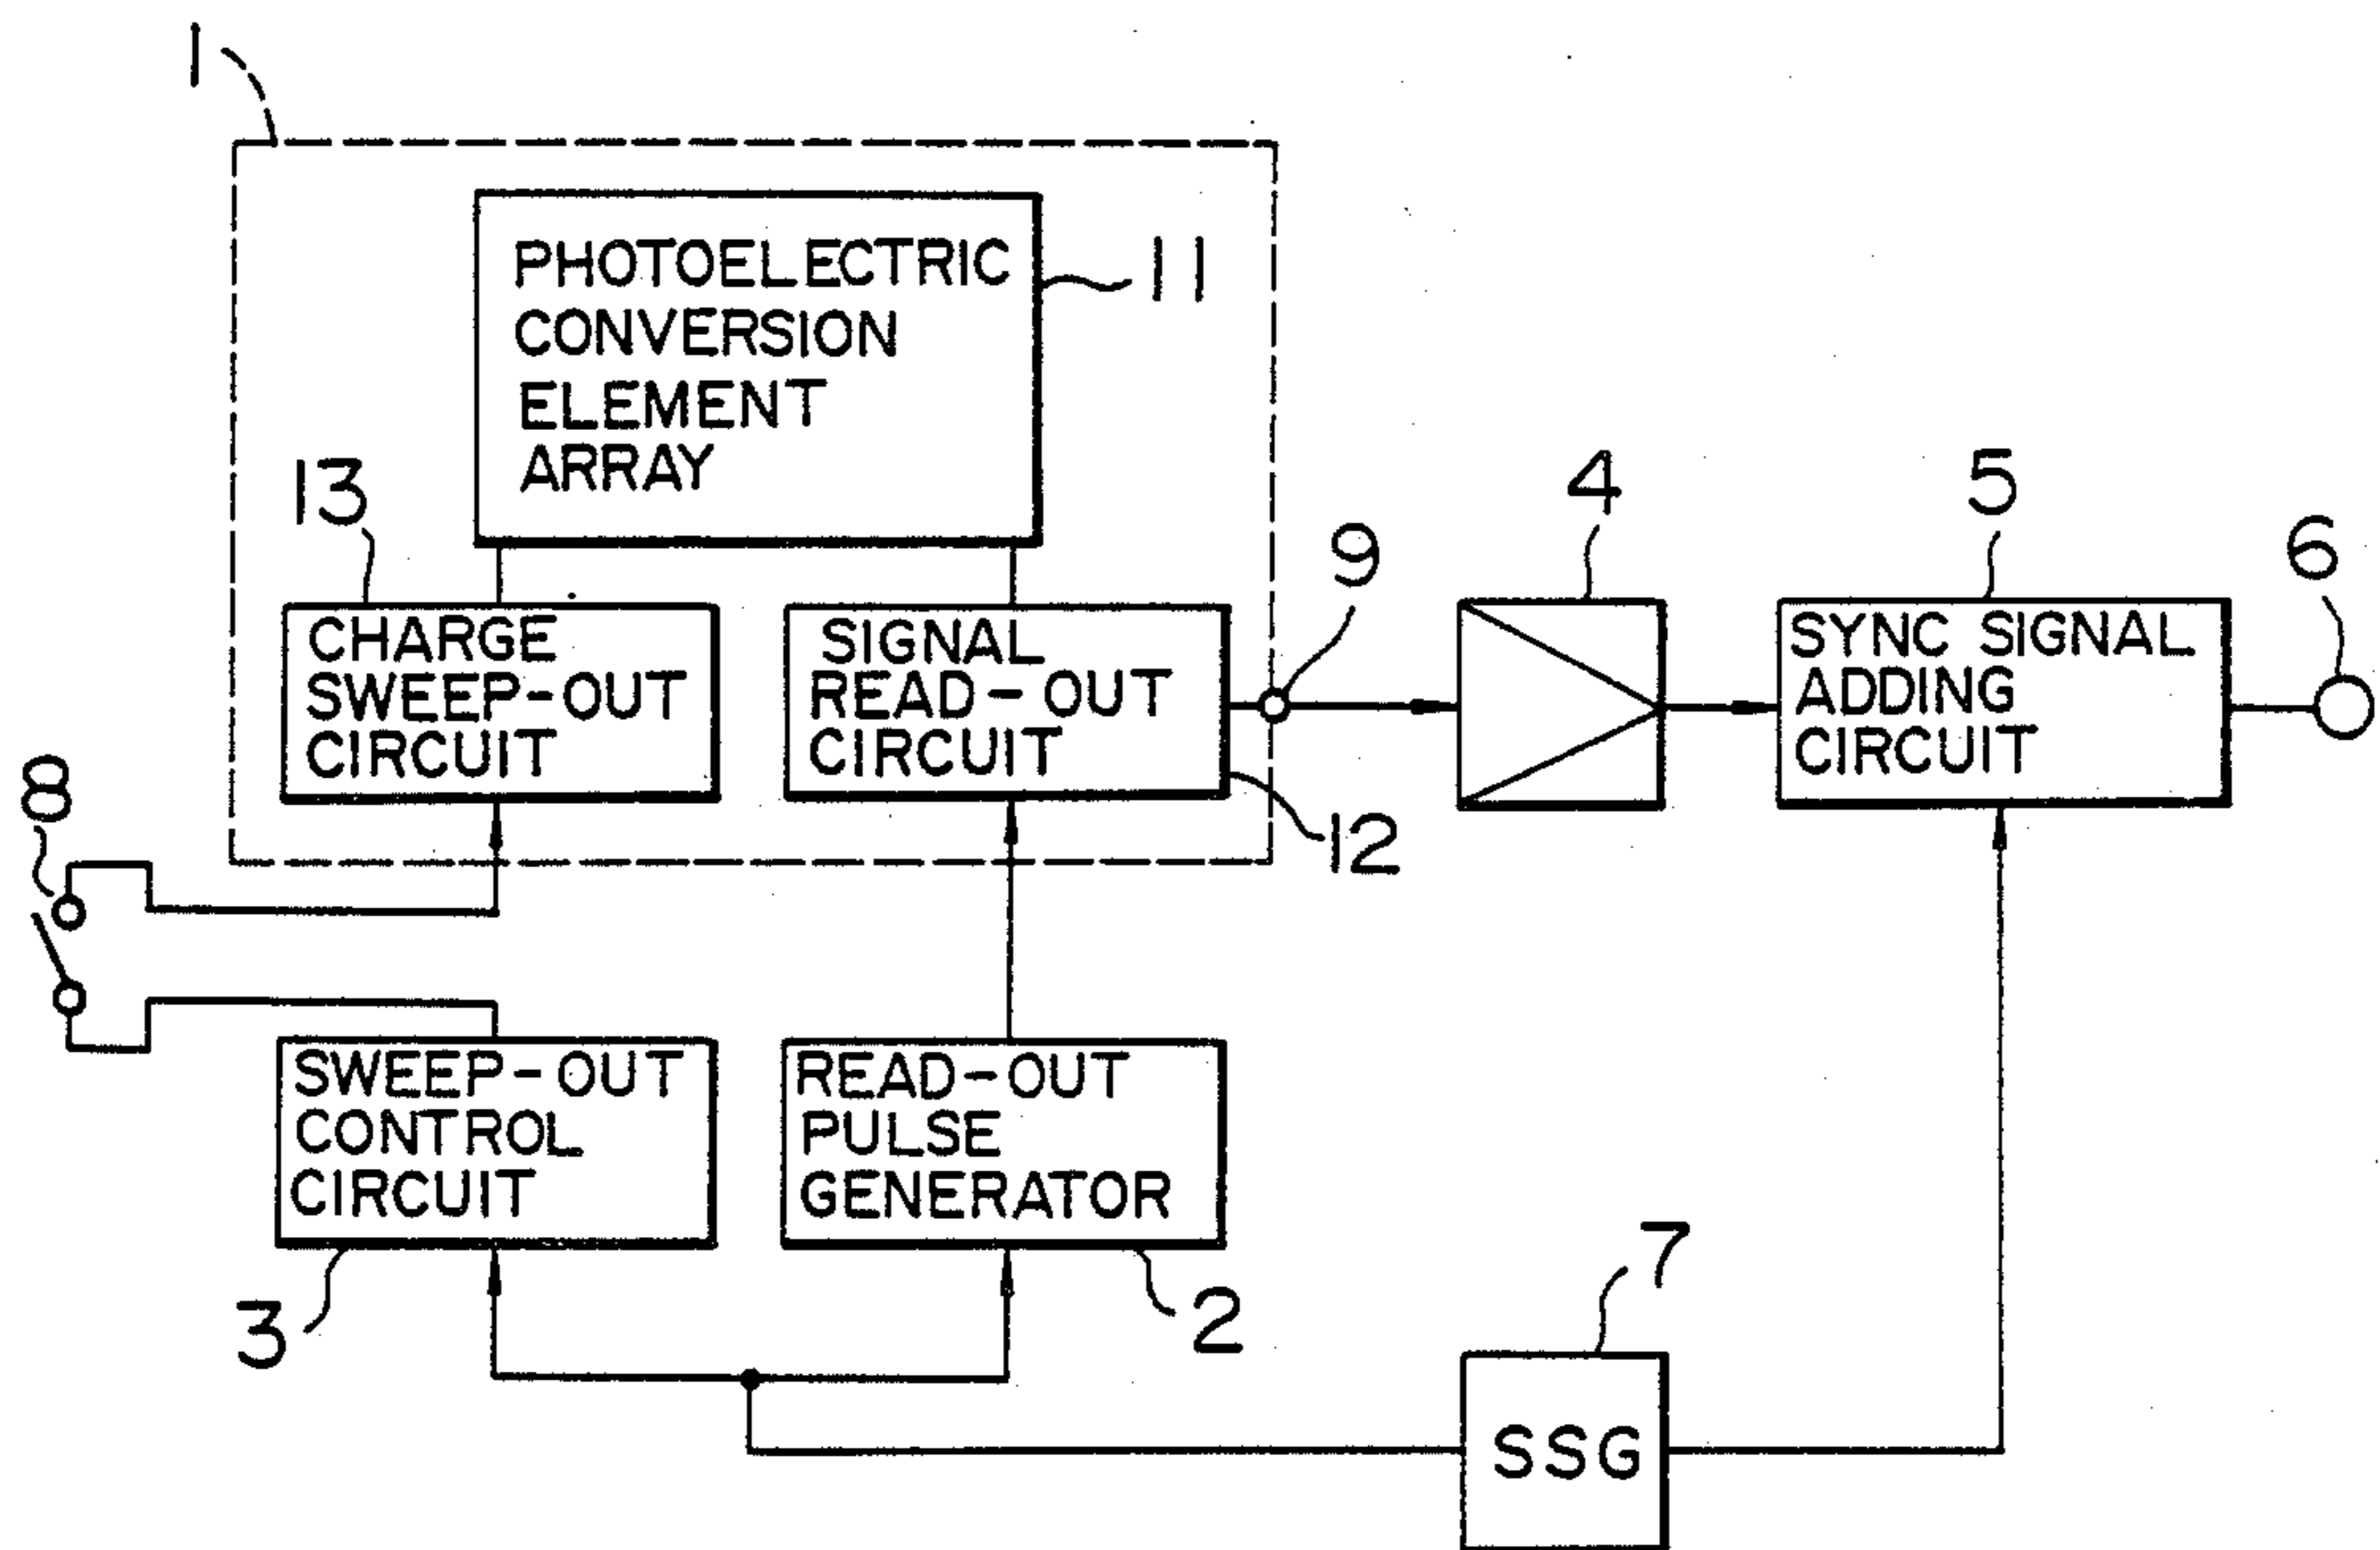 1
PHOTOELECTRIC
CONVERSION
ELEMENT
ARRAY
11
13
CHARGE
SWEEP-OUT
CIRCUIT
SIGNAL
READ-OUT
CIRCUIT
9
4
5
6
SYNC SIGNAL
ADDING
CIRCUIT
12
8
SWEEP-OUT
CONTROL
CIRCUIT
READ-OUT
PULSE
GENERATOR
3
2
7
SSG